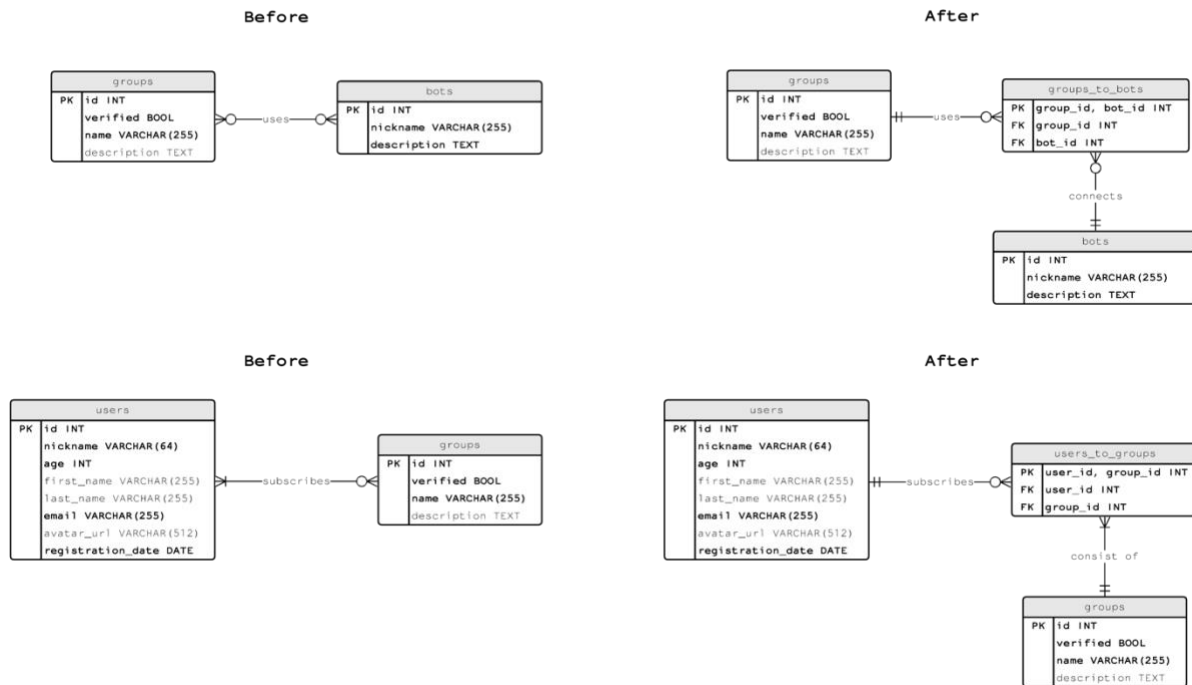 Before
groups
PK id INT
verified BOOL
name VARCHAR(255)
description TEXT
uses
bots
PK id INT
nickname VARCHAR(255)
description TEXT
After
groups
PK id INT
verified BOOL
name VARCHAR(255)
description TEXT
uses
groups_to_bots
PK group_id, bot_id INT
FK group_id INT
FK bot_id INT
connects
bots
PK id INT
nickname VARCHAR(255)
description TEXT
Before
users
PK id INT
nickname VARCHAR(64)
age INT
first_name VARCHAR(255)
last_name VARCHAR(255)
email VARCHAR(255)
avatar_url VARCHAR(512)
registration_date DATE
subscribes
groups
PK id INT
verified BOOL
name VARCHAR(255)
description TEXT
After
users
PK id INT
nickname VARCHAR(64)
age INT
first_name VARCHAR(255)
last_name VARCHAR(255)
email VARCHAR(255)
avatar_url VARCHAR(512)
registration_date DATE
subscribes
users_to_groups
PK user_id, group_id INT
FK user_id INT
FK group_id INT
consist of
groups
PK id INT
verified BOOL
name VARCHAR(255)
description TEXT